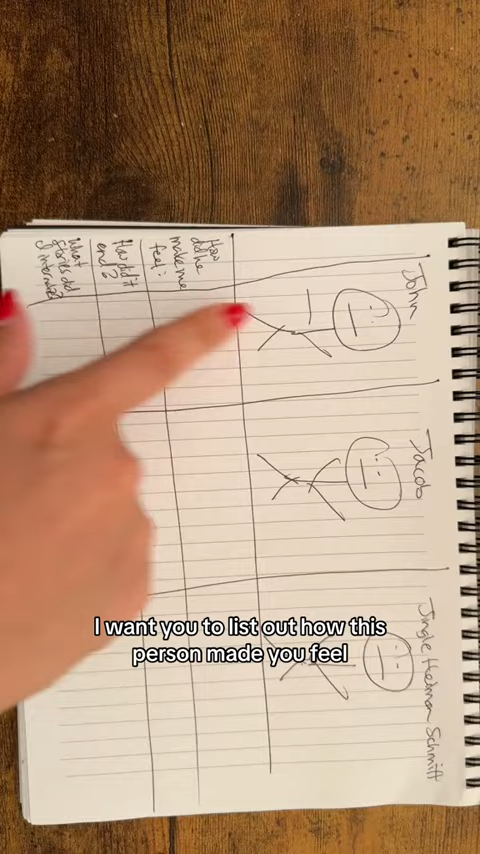 John
Jacob
Jingle Heimer Schmitt
How
did he
make me
feel?
How did it
end?
What
stories did
I internalize?
I want you to list out how this
person made you feel